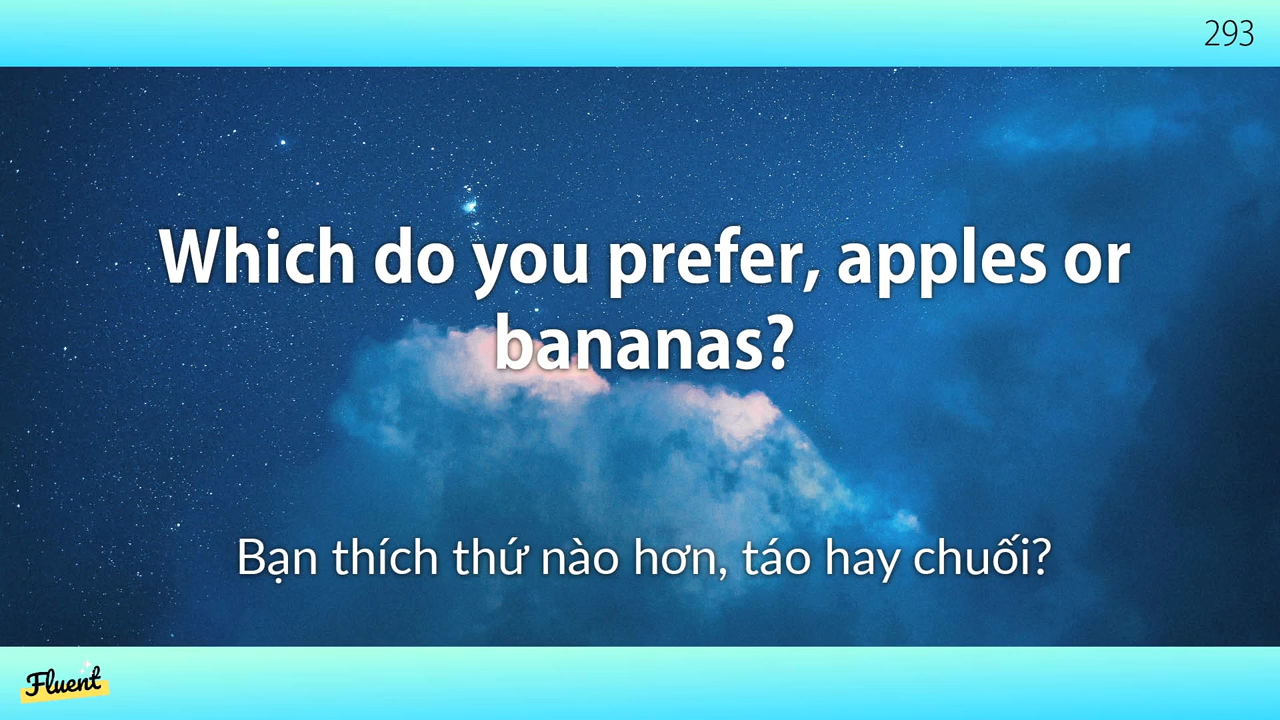 293
Which do you prefer, apples or
bananas?
Bạn thích thứ nào hơn, táo hay chuối?
Fluent